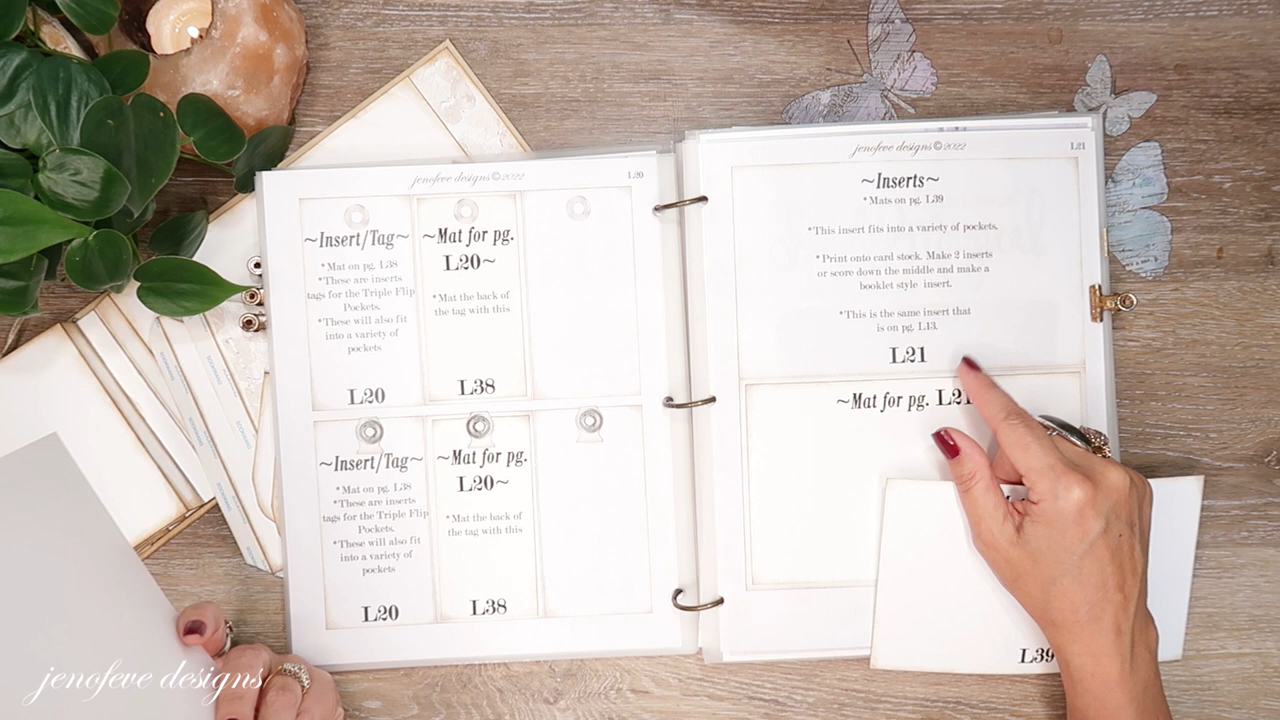 jenofeve designs©2022
L20
~Insert/Tag~
*Mat on pg. L38
*These are inserts
tags for the Triple Flip
Pockets.
*These will also fit
into a variety of
pockets
L20
~Mat for pg.
L20~
*Mat the back of
the tag with this
L38
~Insert/Tag~
*Mat on pg. L38
*These are inserts
tags for the Triple Flip
Pockets.
*These will also fit
into a variety of
pockets
L20
~Mat for pg.
L20~
*Mat the back of
the tag with this
L38
jenofeve designs©2022
L21
~Inserts~
*Mats on pg. L39
*This insert fits into a variety of pockets.
*Print onto card stock. Make 2 inserts
or score down the middle and make a
booklet style insert.
*This is the same insert that
is on pg. L13.
L21
~Mat for pg. L21
L39
jenofeve designs